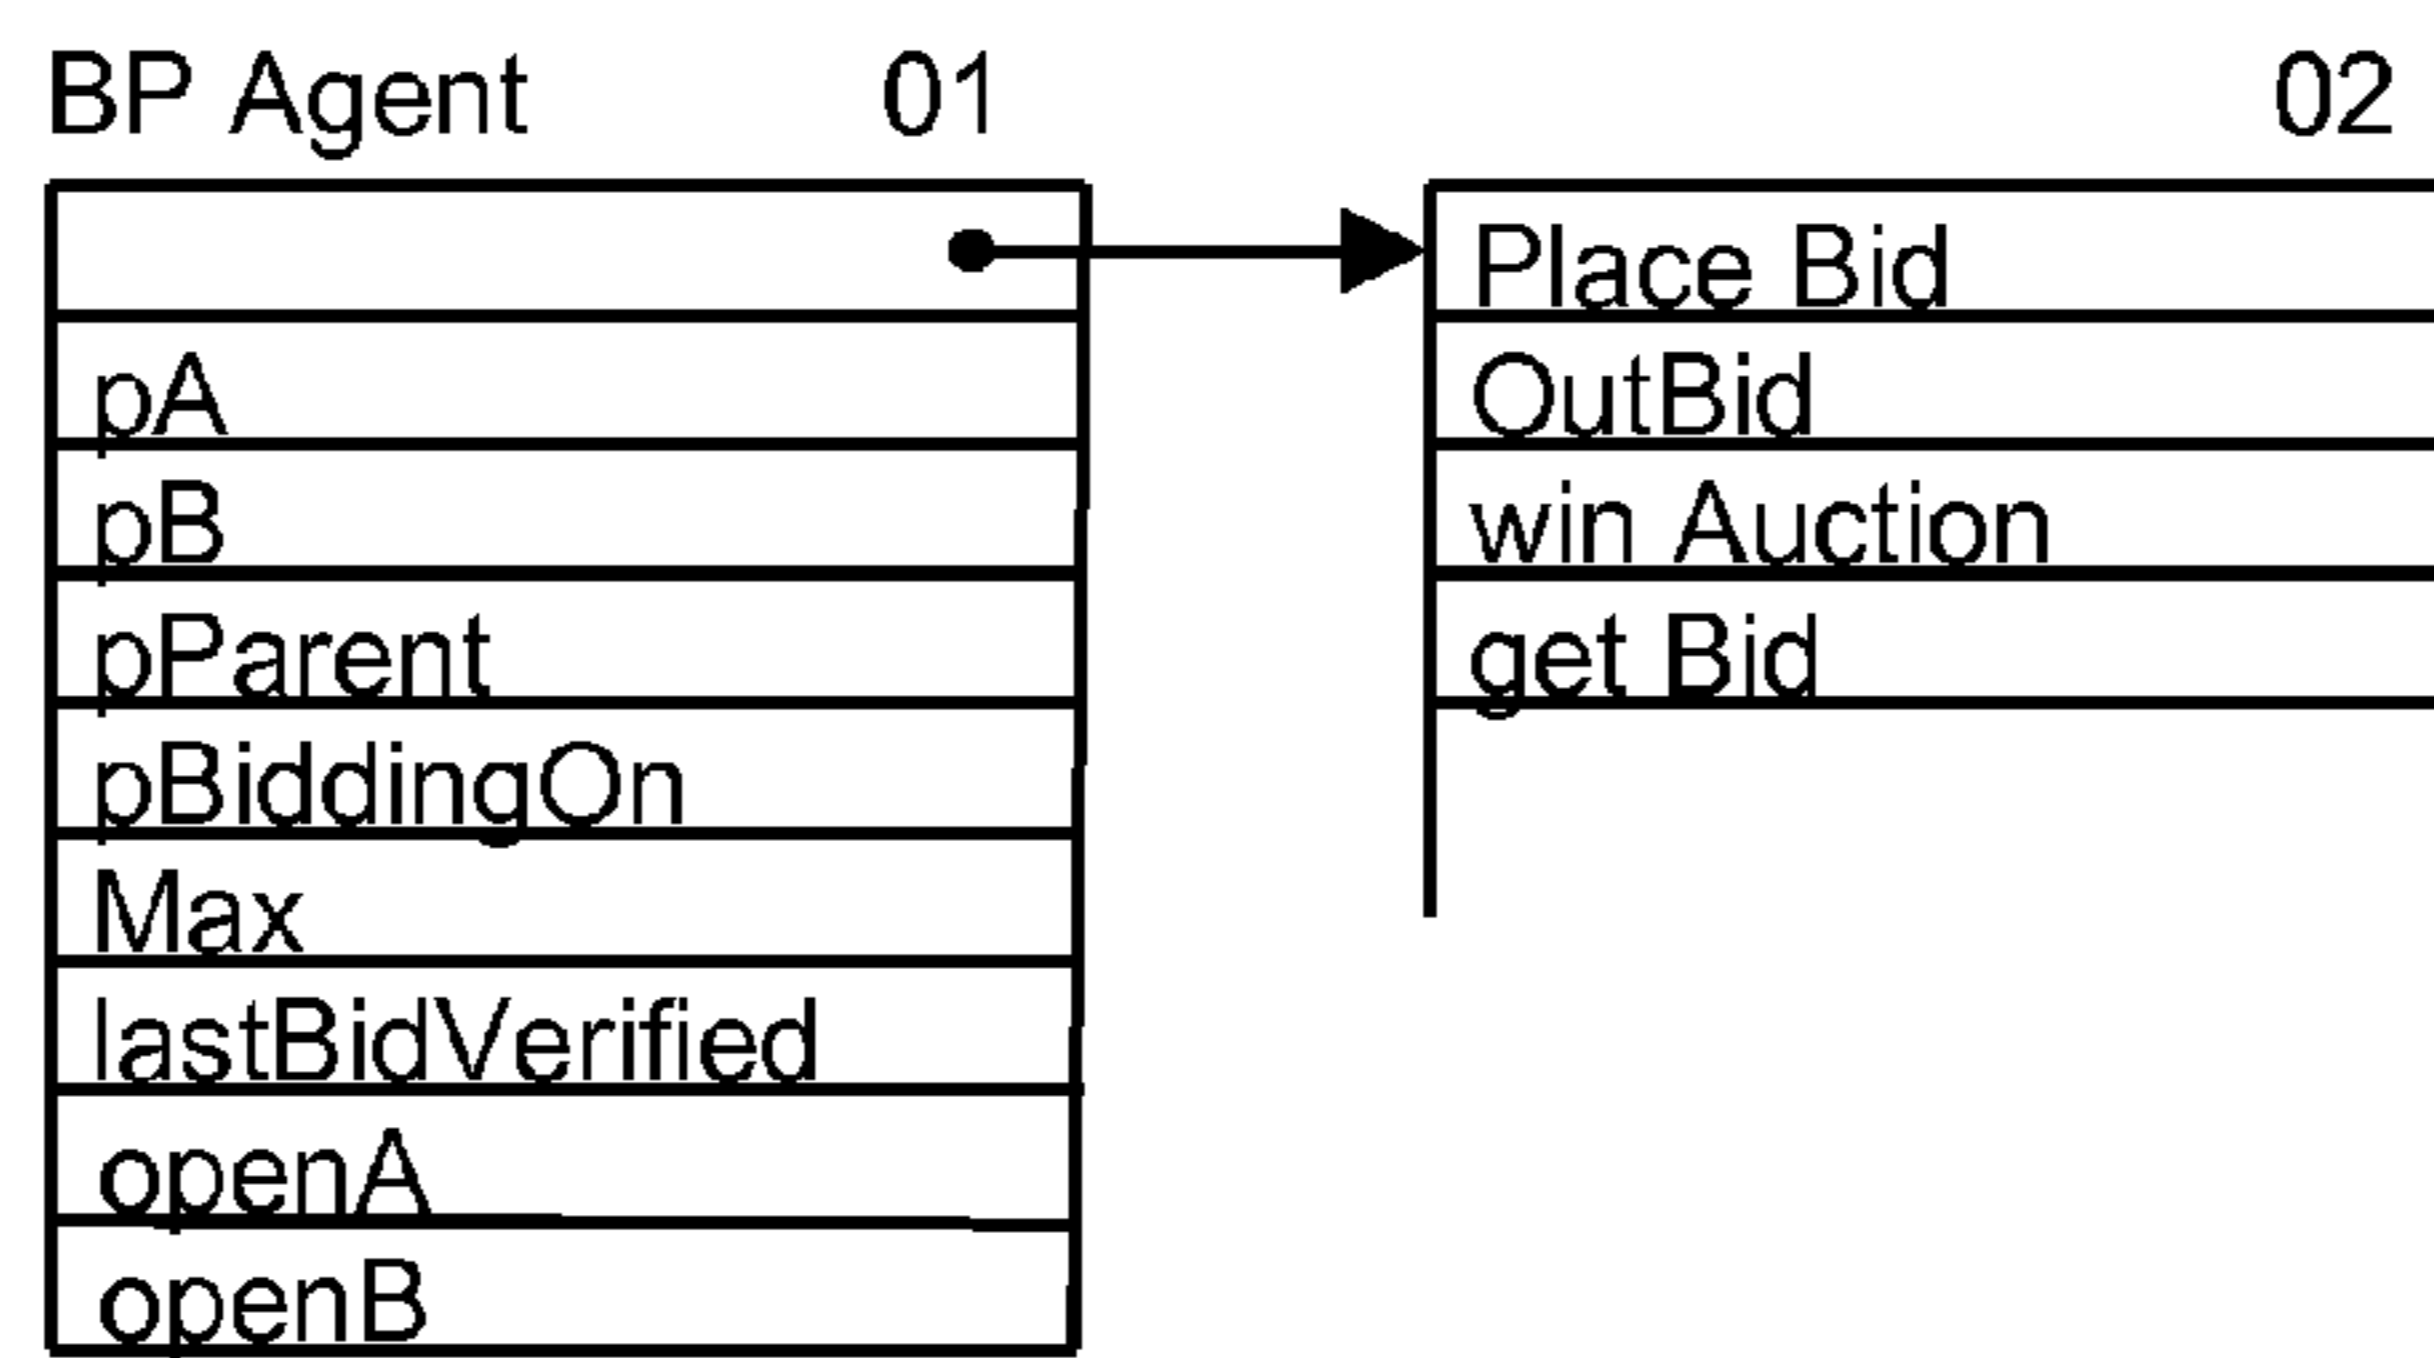 BP Agent 01
02
pA
pB
pParent
pBiddingOn
Max
lastBidVerified
openA
openB
Place Bid
OutBid
win Auction
get Bid